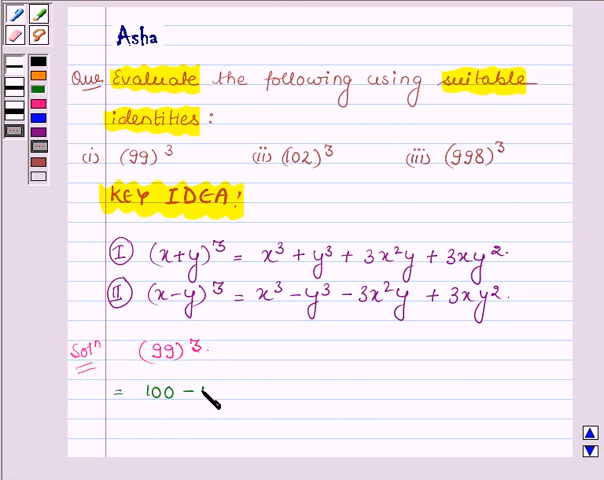 Asha
Que Evaluate the following using suitable
identities :
(i) (99)³ (ii) (102)³ (iii) (998)³
KEY IDEA!
I (x+y)³ = x³ + y³ + 3x²y + 3xy².
II (x-y)³ = x³ - y³ - 3x²y + 3xy².
Solⁿ (99)³.
= 100 -